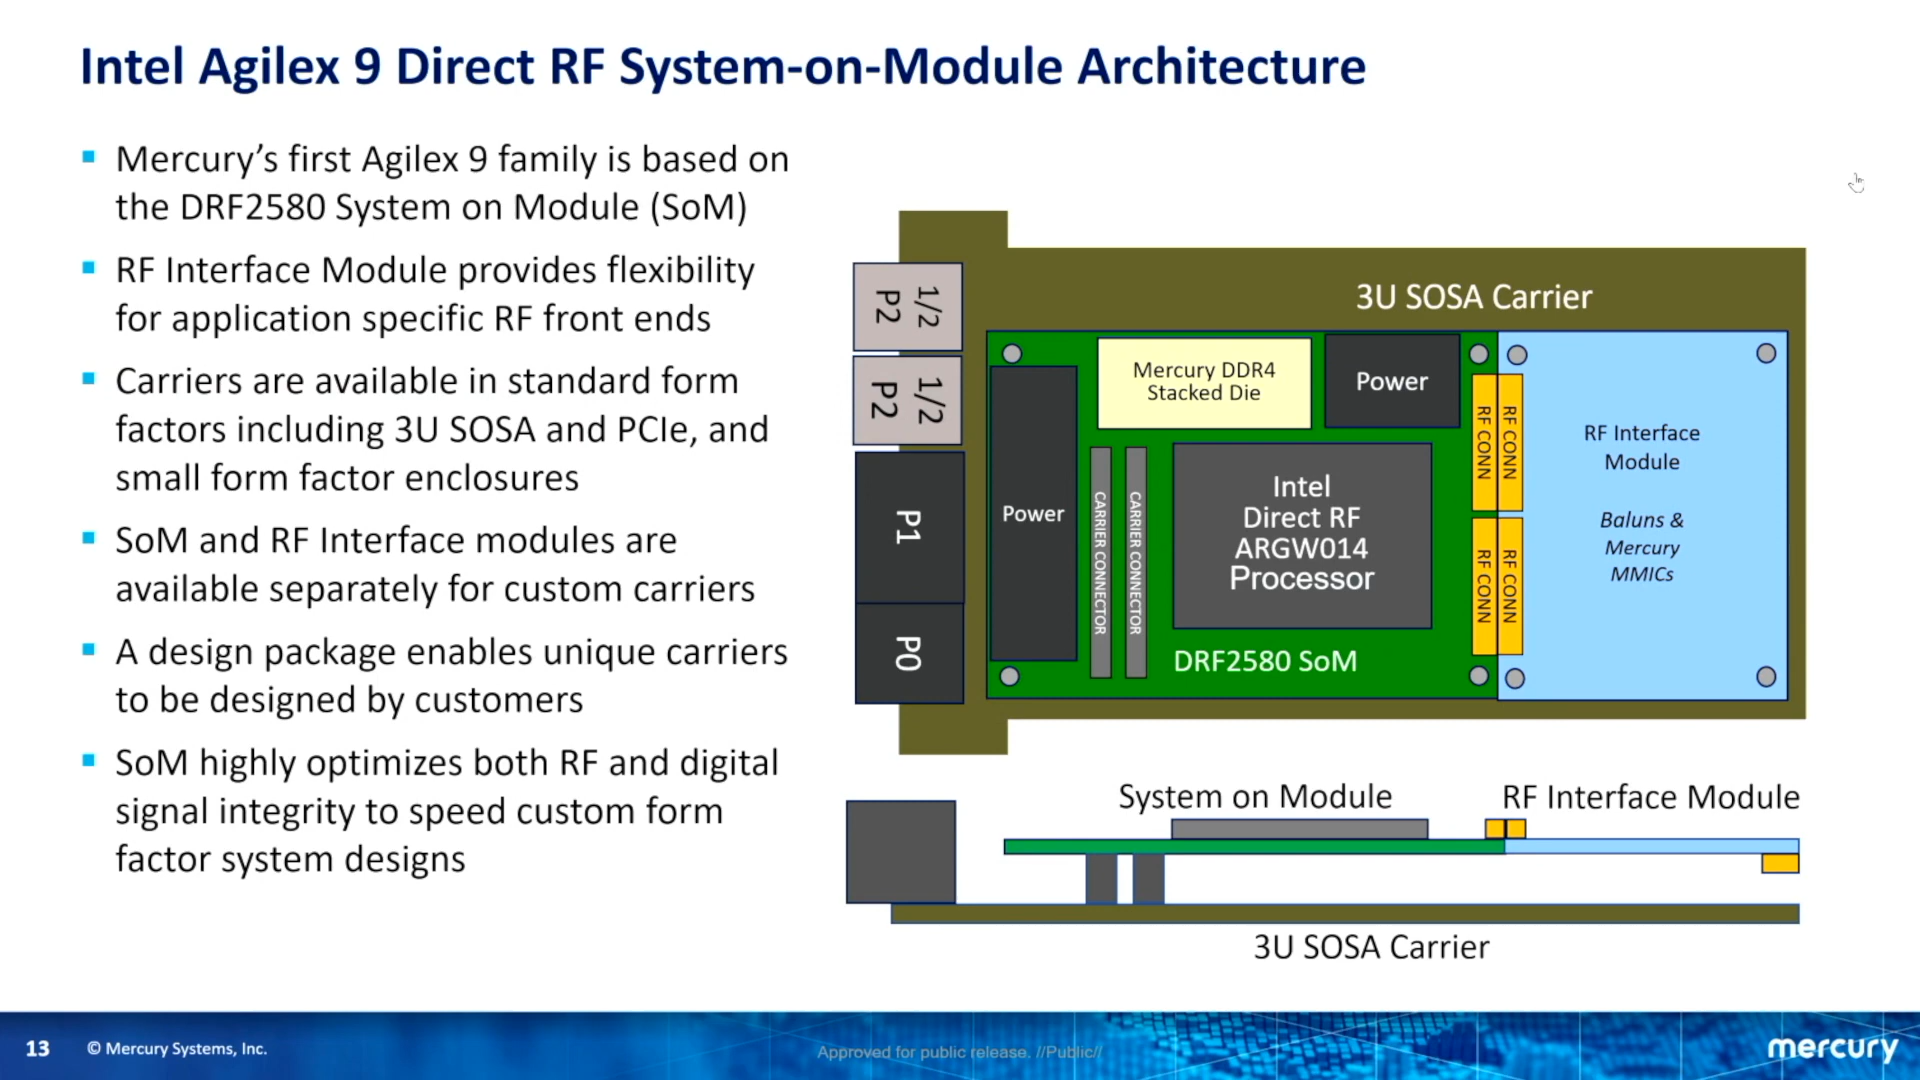 Intel Agilex 9 Direct RF System-on-Module Architecture
Mercury's first Agilex 9 family is based on
the DRF2580 System on Module (SoM)
RF Interface Module provides flexibility
for application specific RF front ends
Carriers are available in standard form
factors including 3U SOSA and PCIe, and
small form factor enclosures
SoM and RF Interface modules are
available separately for custom carriers
A design package enables unique carriers
to be designed by customers
SoM highly optimizes both RF and digital
signal integrity to speed custom form
factor system designs
3U SOSA Carrier
1/2
P2
1/2
P2
P1
P0
Power
Mercury DDR4
Stacked Die
Power
CARRIER CONNECTOR
CARRIER CONNECTOR
Intel
Direct RF
ARGW014
Processor
DRF2580 SoM
RF CONN
RF CONN
RF CONN
RF CONN
RF Interface
Module
Baluns &
Mercury
MMICs
System on Module
RF Interface Module
3U SOSA Carrier
13
© Mercury Systems, Inc.
Approved for public release. //Public//
mercury